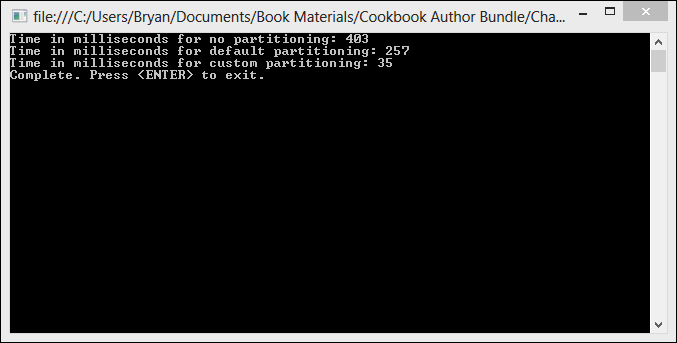 file:///C:/Users/Bryan/Documents/Book Materials/Cookbook Author Bundle/Cha...
Time in milliseconds for no partitioning: 403
Time in milliseconds for default partitioning: 257
Time in milliseconds for custom partitioning: 35
Complete. Press <ENTER> to exit.